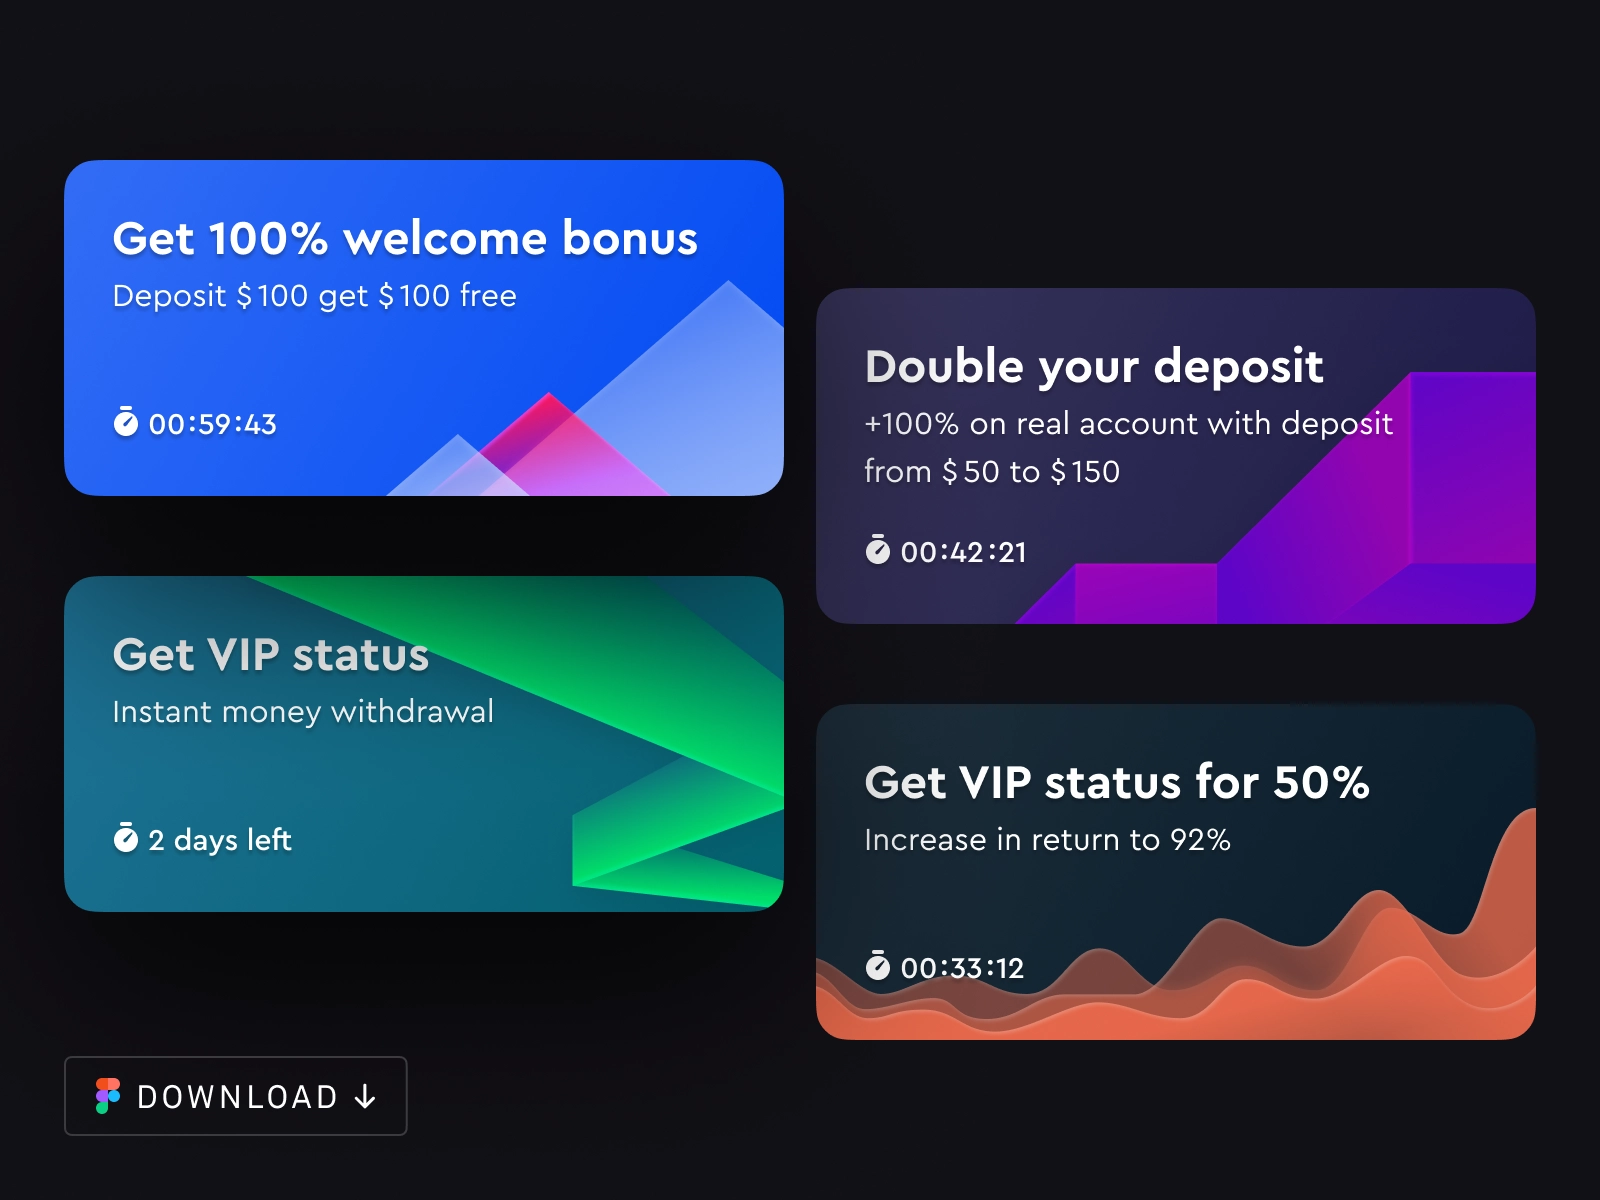 Get 100% welcome bonus
Deposit $100 get $100 free
00:59:43
Double your deposit
+100% on real account with deposit
from $50 to $150
00:42:21
Get VIP status
Instant money withdrawal
2 days left
Get VIP status for 50%
Increase in return to 92%
00:33:12
DOWNLOAD ↓